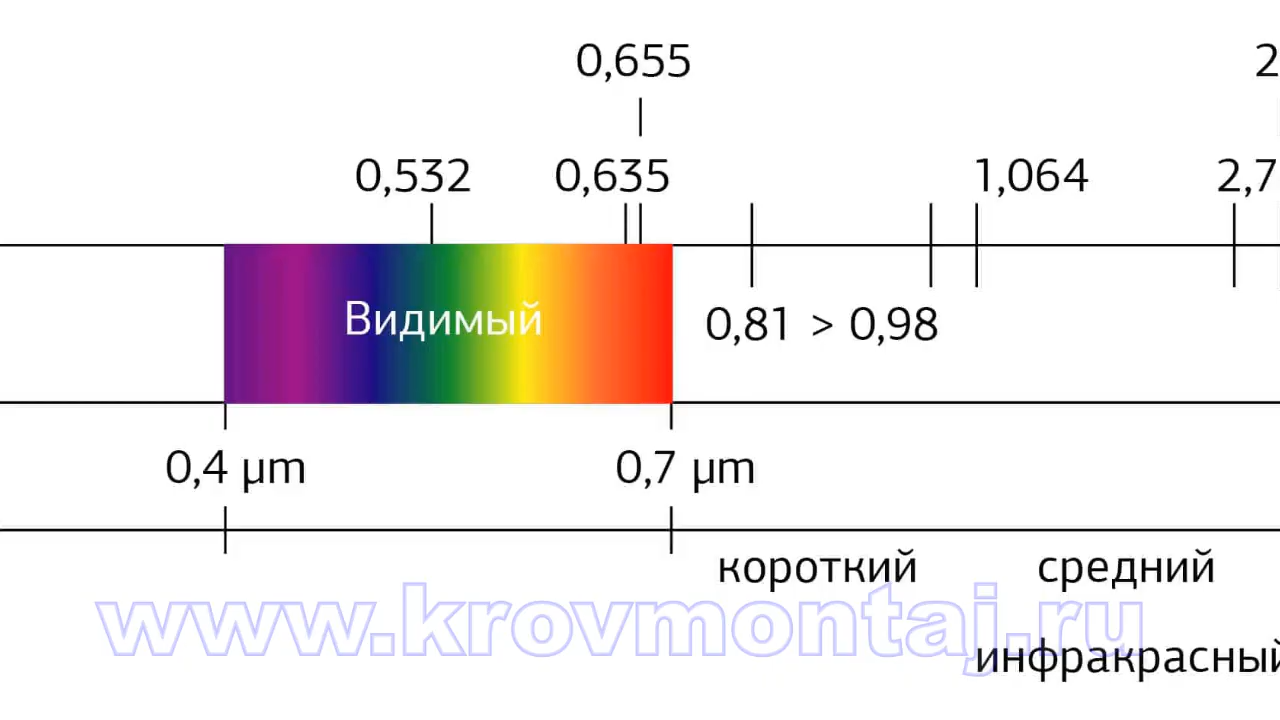 0,655 2
0,532 0,635 1,064 2,7
Видимый
0,81 > 0,98
0,4 µm 0,7 µm
короткий средний
www.krovmontaj.ru
инфракрасный